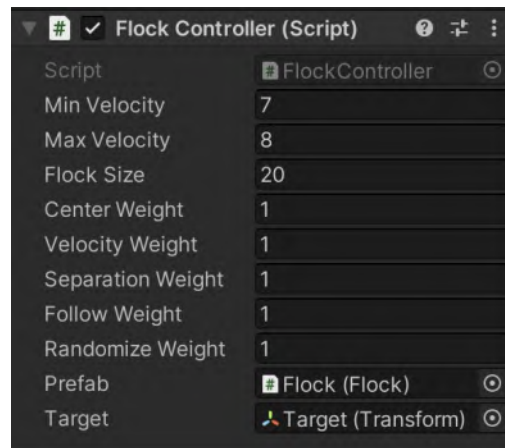 # Flock Controller (Script)
Script # FlockController
Min Velocity 7
Max Velocity 8
Flock Size 20
Center Weight 1
Velocity Weight 1
Separation Weight 1
Follow Weight 1
Randomize Weight 1
Prefab # Flock (Flock)
Target Target (Transform)